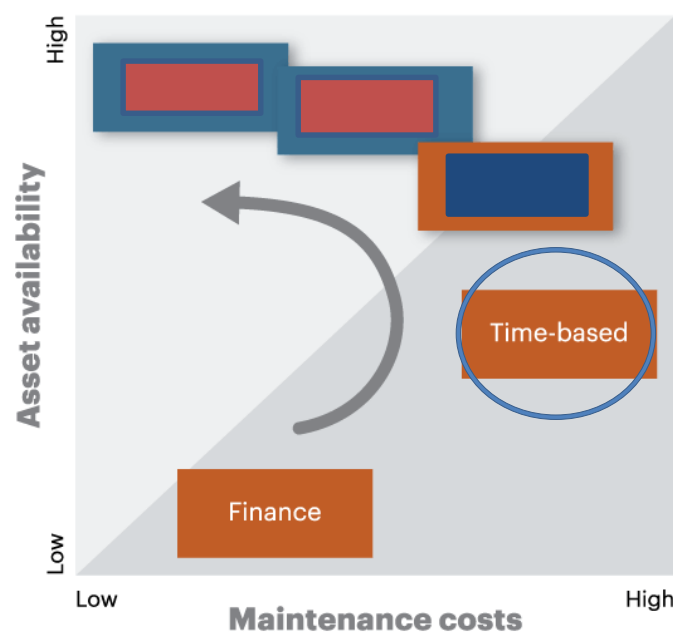 High
Asset availability
Time-based
Finance
Low
Low
High
Maintenance costs